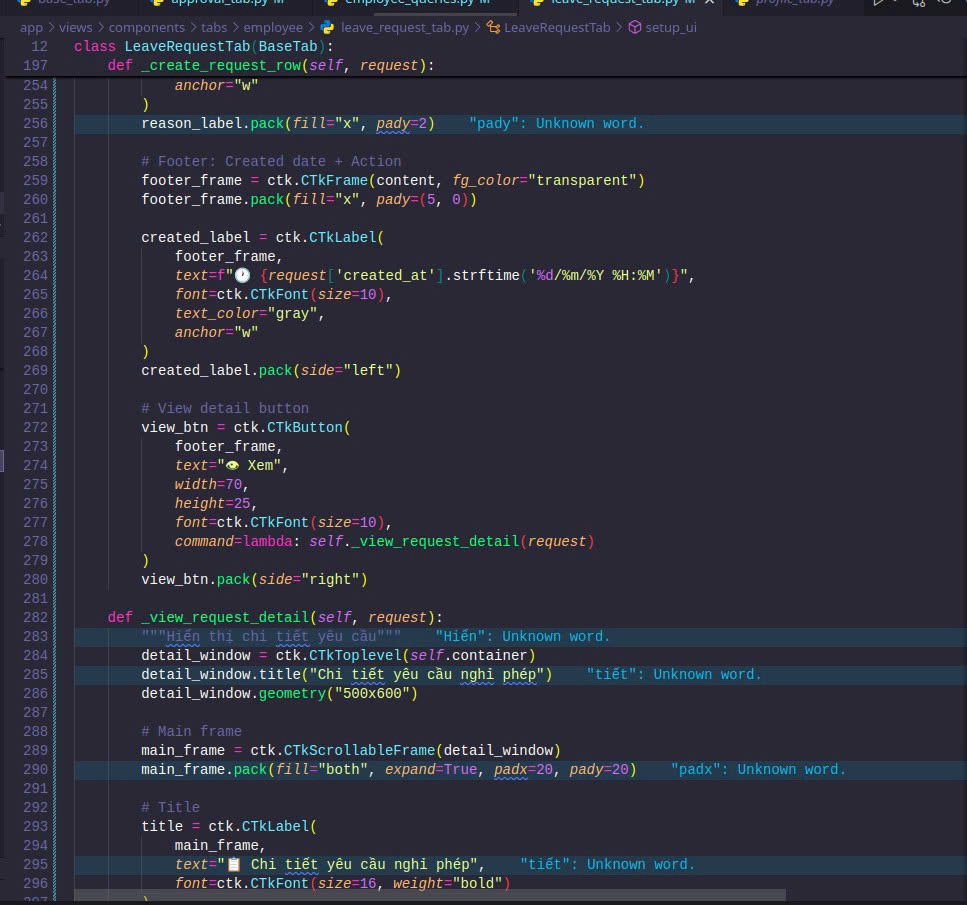 base_tab.py
approval_tab.py M
employee_queries.py M
leave_request_tab.py M
profile_tab.py
app > views > components > tabs > employee > leave_request_tab.py > LeaveRequestTab > setup_ui
12 class LeaveRequestTab(BaseTab):
197 def _create_request_row(self, request):
254 anchor="w"
255 )
256 reason_label.pack(fill="x", pady=2) "pady": Unknown word.
257
258 # Footer: Created date + Action
259 footer_frame = ctk.CTkFrame(content, fg_color="transparent")
260 footer_frame.pack(fill="x", pady=(5, 0))
261
262 created_label = ctk.CTkLabel(
263 footer_frame,
264 text=f"🕐 {request['created_at'].strftime('%d/%m/%Y %H:%M')}",
265 font=ctk.CTkFont(size=10),
266 text_color="gray",
267 anchor="w"
268 )
269 created_label.pack(side="left")
270
271 # View detail button
272 view_btn = ctk.CTkButton(
273 footer_frame,
274 text="👁️ Xem",
275 width=70,
276 height=25,
277 font=ctk.CTkFont(size=10),
278 command=lambda: self._view_request_detail(request)
279 )
280 view_btn.pack(side="right")
281
282 def _view_request_detail(self, request):
283 """Hiển thị chi tiết yêu cầu""" "Hiển": Unknown word.
284 detail_window = ctk.CTkToplevel(self.container)
285 detail_window.title("Chi tiết yêu cầu nghỉ phép") "tiết": Unknown word.
286 detail_window.geometry("500x600")
287
288 # Main frame
289 main_frame = ctk.CTkScrollableFrame(detail_window)
290 main_frame.pack(fill="both", expand=True, padx=20, pady=20) "padx": Unknown word.
291
292 # Title
293 title = ctk.CTkLabel(
294 main_frame,
295 text="📋 Chi tiết yêu cầu nghỉ phép", "tiết": Unknown word.
296 font=ctk.CTkFont(size=16, weight="bold")
297 )